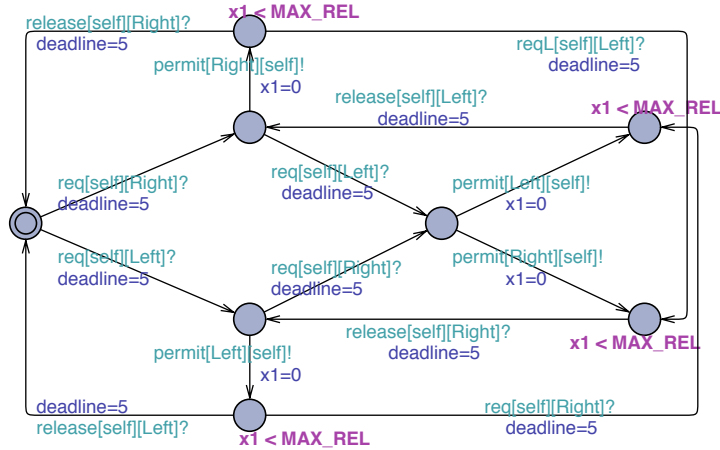 x1 < MAX_REL
release[self][Right]?
deadline=5
reqL[self][Left]?
deadline=5
permit[Right][self]!
x1=0
release[self][Left]?
deadline=5
x1 < MAX_REL
req[self][Right]?
deadline=5
req[self][Left]?
deadline=5
permit[Left][self]!
x1=0
req[self][Left]?
deadline=5
req[self][Right]?
deadline=5
permit[Right][self]!
x1=0
release[self][Right]?
deadline=5
x1 < MAX_REL
permit[Left][self]!
x1=0
deadline=5
release[self][Left]?
req[self][Right]?
deadline=5
x1 < MAX_REL